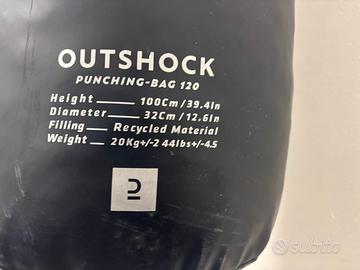 OUTSHOCK
PUNCHING-BAG 120
Height 100Cm/39.4In
Diameter 32Cm/12.6In
Filling Recycled Material
Weight 20Kg+/-2 44lbs+/-4.5
subito